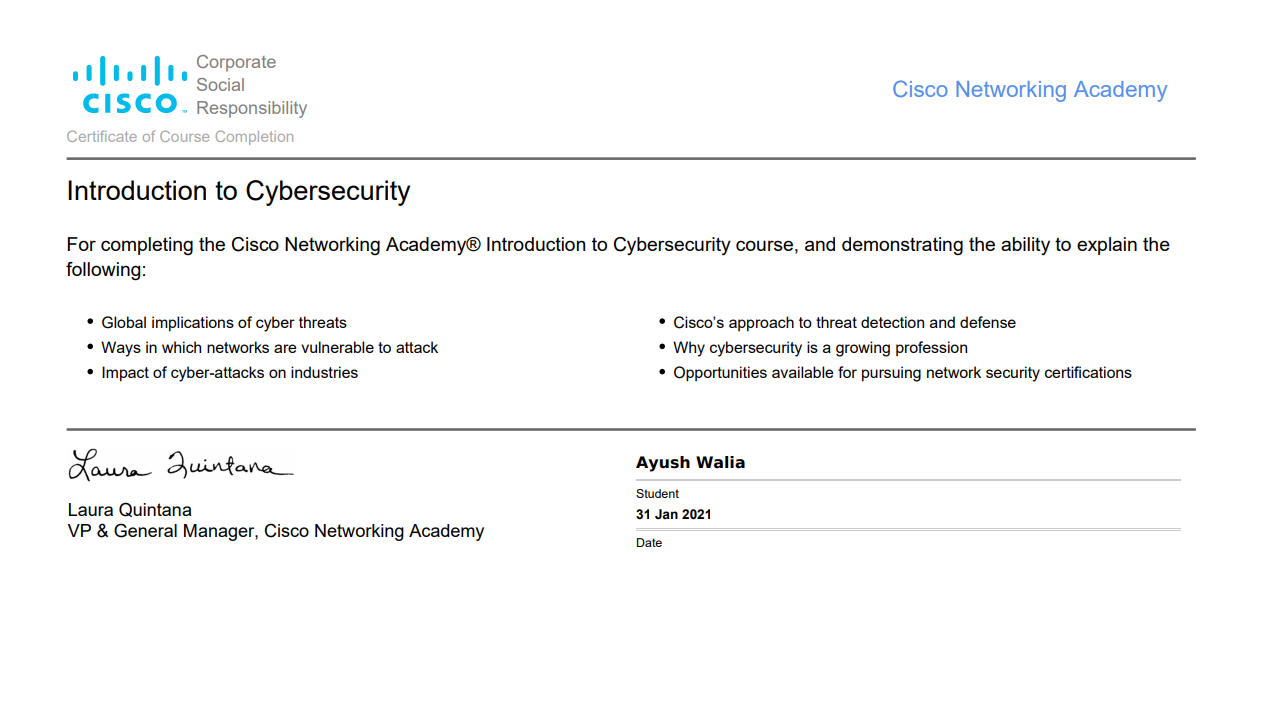 Corporate
Social
Responsibility
CISCO™
Cisco Networking Academy
Certificate of Course Completion
Introduction to Cybersecurity
For completing the Cisco Networking Academy® Introduction to Cybersecurity course, and demonstrating the ability to explain the
following:
• Global implications of cyber threats
• Ways in which networks are vulnerable to attack
• Impact of cyber-attacks on industries
• Cisco’s approach to threat detection and defense
• Why cybersecurity is a growing profession
• Opportunities available for pursuing network security certifications
Laura Quintana
Laura Quintana
VP & General Manager, Cisco Networking Academy
Ayush Walia
Student
31 Jan 2021
Date